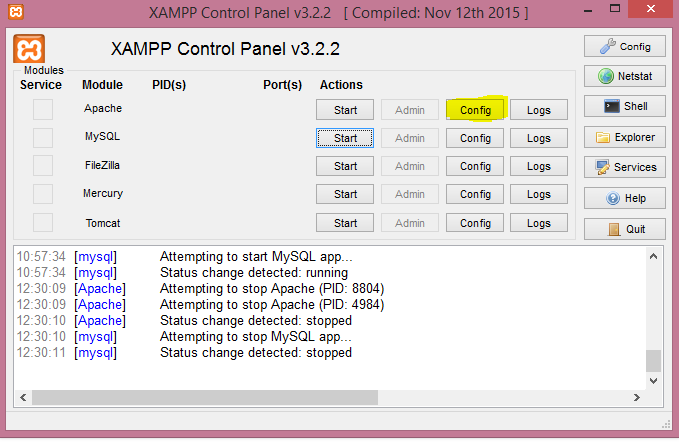 XAMPP Control Panel v3.2.2 [ Compiled: Nov 12th 2015 ]
XAMPP Control Panel v3.2.2
Config
Modules
Service Module PID(s) Port(s) Actions
Netstat
Apache Start Admin Config Logs
Shell
MySQL Start Admin Config Logs
Explorer
FileZilla Start Admin Config Logs
Services
Mercury Start Admin Config Logs
Help
Tomcat Start Admin Config Logs
Quit
10:57:34 [mysql] Attempting to start MySQL app...
10:57:34 [mysql] Status change detected: running
12:30:09 [Apache] Attempting to stop Apache (PID: 8804)
12:30:09 [Apache] Attempting to stop Apache (PID: 4984)
12:30:10 [Apache] Status change detected: stopped
12:30:10 [mysql] Attempting to stop MySQL app...
12:30:11 [mysql] Status change detected: stopped